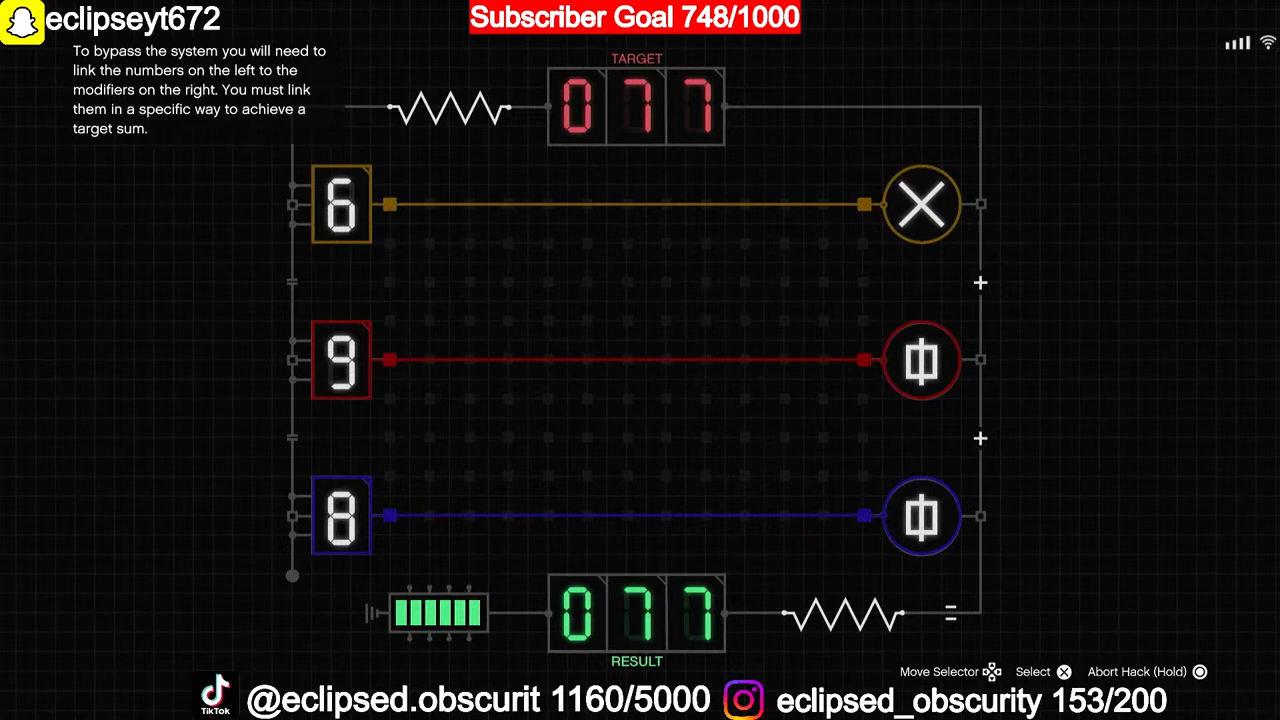 eclipseyt672
Subscriber Goal 748/1000
To bypass the system you will need to
link the numbers on the left to the
modifiers on the right. You must link
them in a specific way to achieve a
target sum.
TARGET
077
6
9
8
+
+
=
077
RESULT
Move Selector Select Abort Hack (Hold)
TikTok
@eclipsed.obscurit 1160/5000
eclipsed_obscurity 153/200